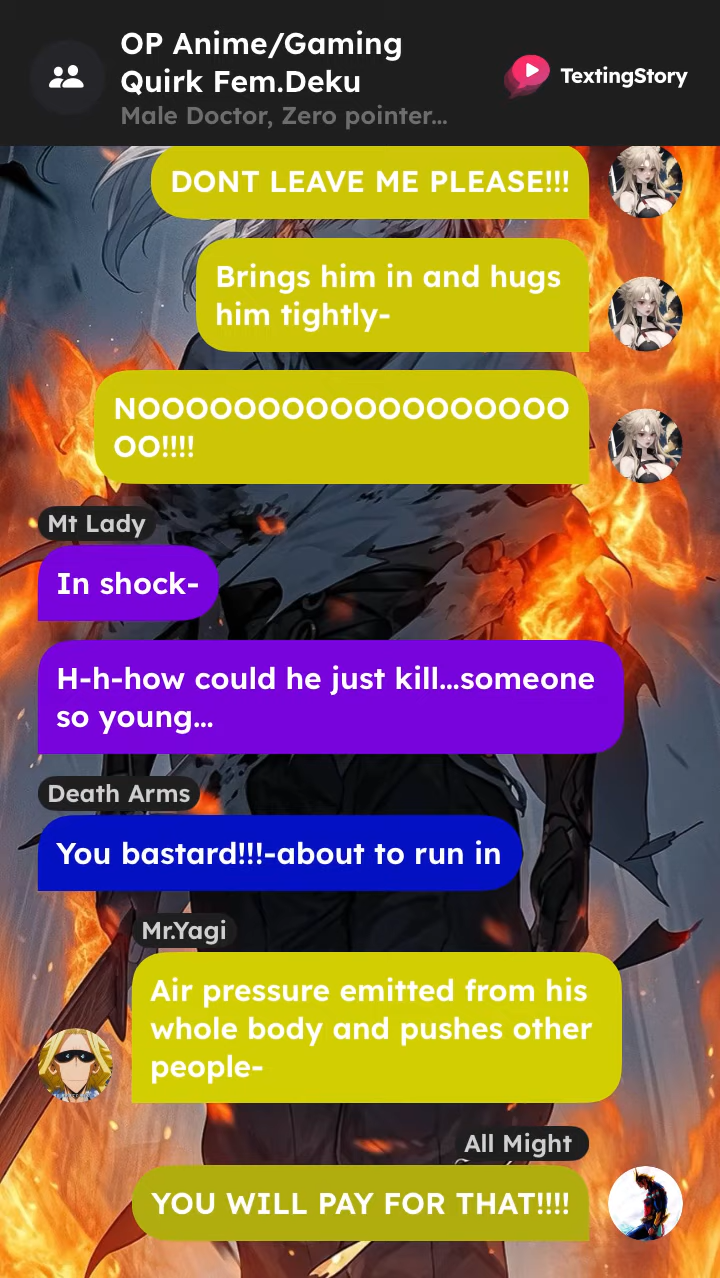 OP Anime/Gaming
Quirk Fem.Deku
Male Doctor, Zero pointer...
TextingStory
DONT LEAVE ME PLEASE!!!
Brings him in and hugs
him tightly-
NOOOOOOOOOOOOOOOOOOO
OO!!!!
Mt Lady
In shock-
H-h-how could he just kill...someone
so young...
Death Arms
You bastard!!!-about to run in
Mr.Yagi
Air pressure emitted from his
whole body and pushes other
people-
All Might
YOU WILL PAY FOR THAT!!!!